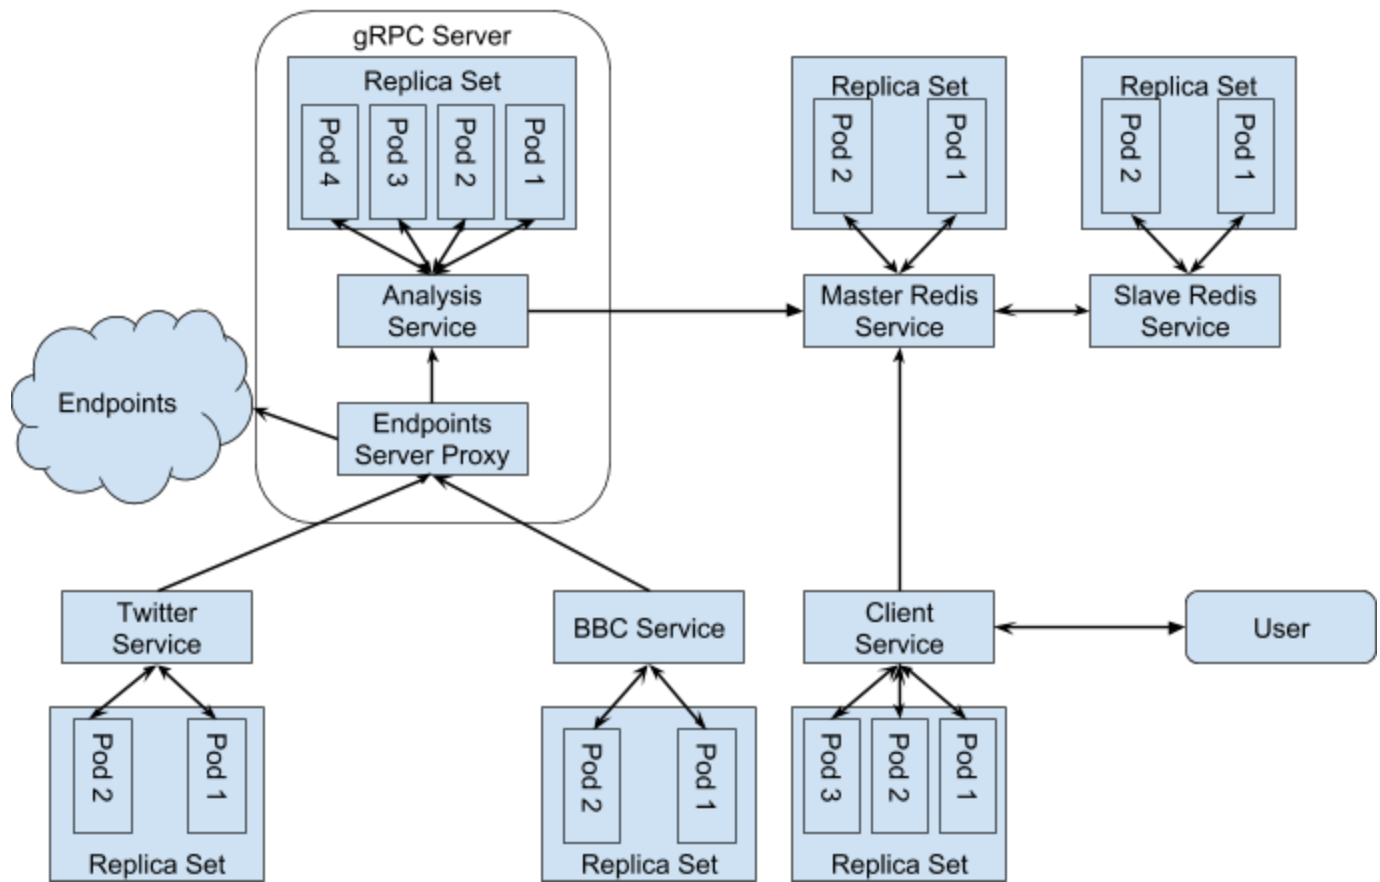 gRPC Server
Replica Set
Pod 4
Pod 3
Pod 2
Pod 1
Analysis
Service
Endpoints
Server Proxy
Endpoints
Replica Set
Pod 2
Pod 1
Master Redis
Service
Replica Set
Pod 2
Pod 1
Slave Redis
Service
Twitter
Service
Pod 2
Pod 1
Replica Set
BBC Service
Pod 2
Pod 1
Replica Set
Client
Service
Pod 3
Pod 2
Pod 1
Replica Set
User